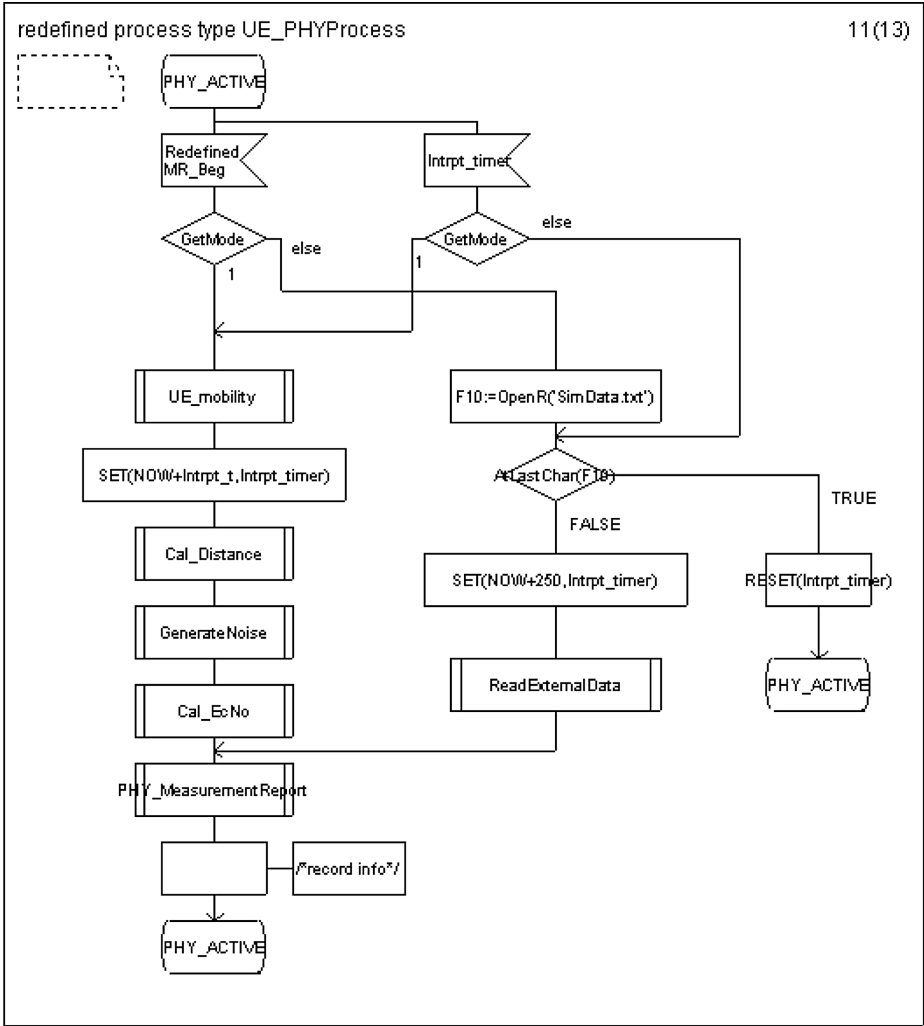 redefined process type UE_PHYProcess
11(13)
PHY_ACTIVE
Redefined
MR_Beg
Intrpt_timer
GetMode
else
GetMode
else
1
1
UE_mobility
F10:=OpenR('SimData.txt')
SET(NOW+Intrpt_t,Intrpt_timer)
AtLastChar(F10)
TRUE
FALSE
Cal_Distance
SET(NOW+250,Intrpt_timer)
RESET(Intrpt_timer)
GenerateNoise
ReadExternalData
PHY_ACTIVE
Cal_EcNo
PHY_MeasurementReport
/*record info*/
PHY_ACTIVE